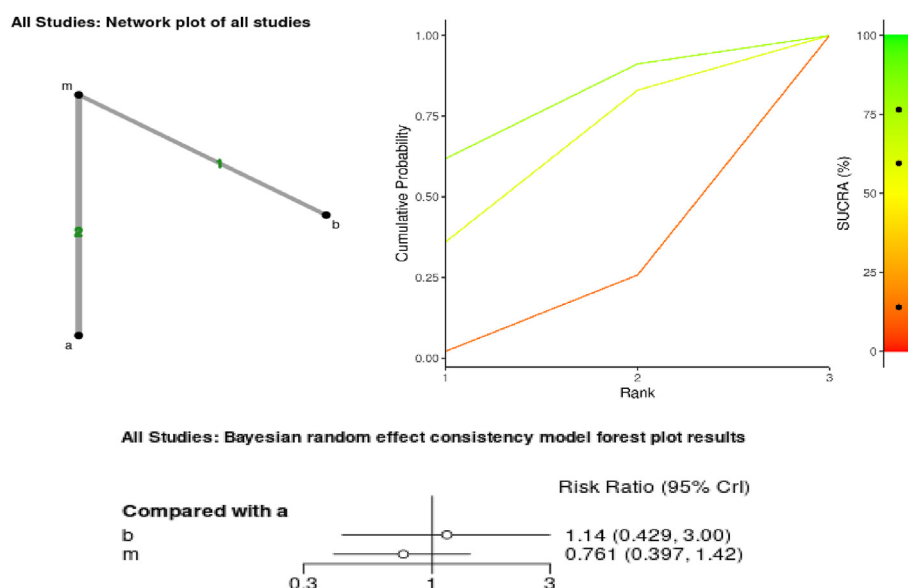 All Studies: Network plot of all studies
m
1
2
b
a
Cumulative Probability
1.00
0.75
0.50
0.25
0.00
1
2
3
Rank
SUCRA (%)
100
75
50
25
0
All Studies: Bayesian random effect consistency model forest plot results
Risk Ratio (95% CrI)
Compared with a
b 1.14 (0.429, 3.00)
m 0.761 (0.397, 1.42)
0.3 1 3